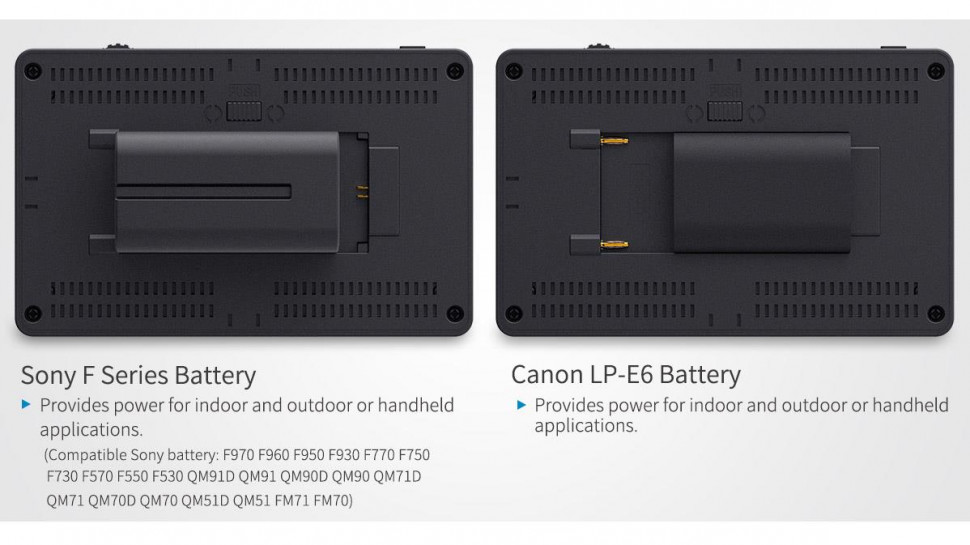 Sony F Series Battery
Provides power for indoor and outdoor or handheld
applications.
(Compatible Sony battery: F970 F960 F950 F930 F770 F750
F730 F570 F550 F530 QM91D QM91 QM90D QM90 QM71D
QM71 QM70D QM70 QM51D QM51 FM71 FM70)
Canon LP-E6 Battery
Provides power for indoor and outdoor or handheld
applications.